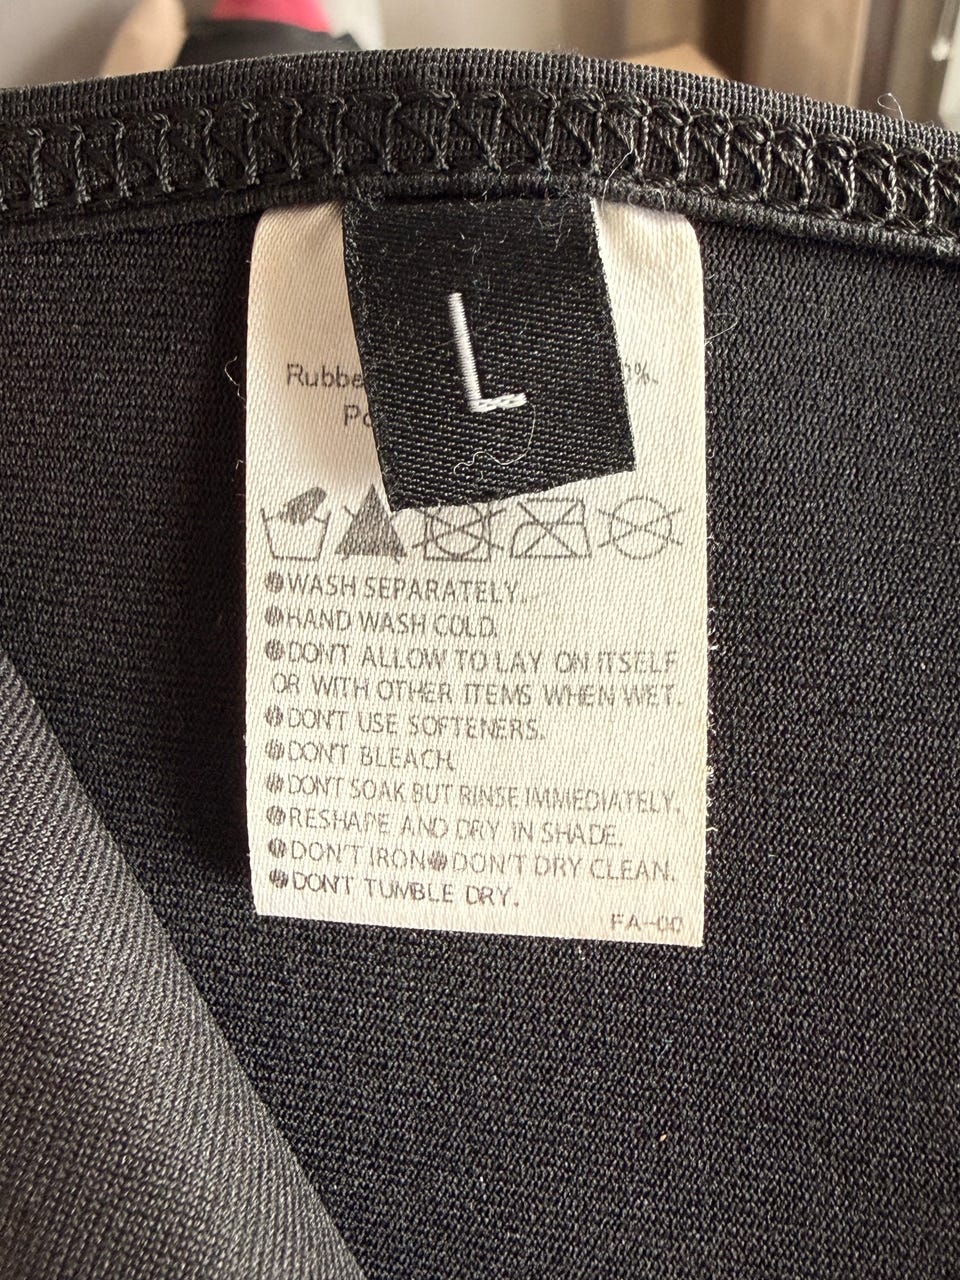 L
%.
WASH SEPARATELY.
HAND WASH COLD.
DON'T ALLOW TO LAY ON ITSELF
OR WITH OTHER ITEMS WHEN WET.
DON'T USE SOFTENERS.
DON'T BLEACH.
DON'T SOAK BUT RINSE IMMEDIATELY.
RESHAPE AND DRY IN SHADE.
DON'T IRON DON'T DRY CLEAN.
DON'T TUMBLE DRY.
FA-00